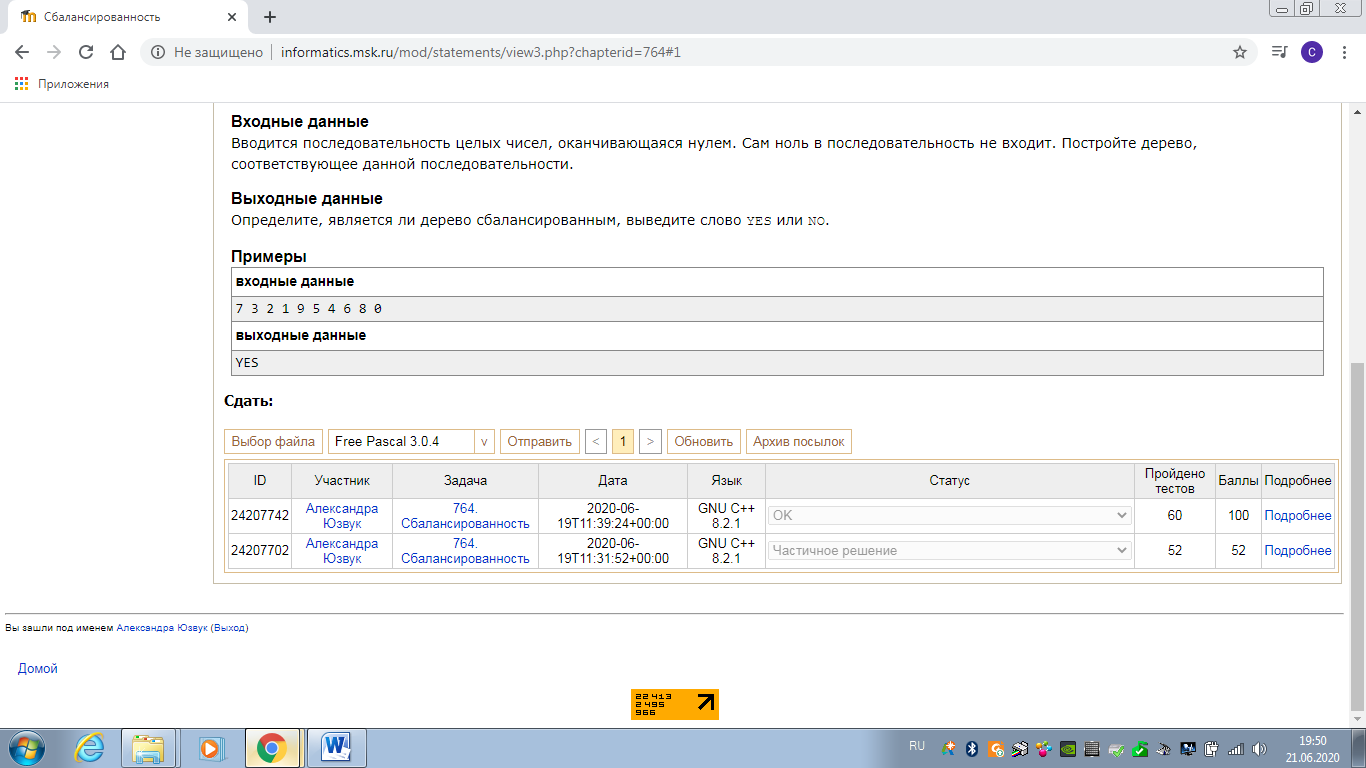 Сбалансированность
Не защищено
informatics.msk.ru/mod/statements/view3.php?chapterid=764#1
C
Приложения
Входные данные
Вводится последовательность целых чисел, оканчивающаяся нулем. Сам ноль в последовательность не входит. Постройте дерево,
соответствующее данной последовательности.
Выходные данные
Определите, является ли дерево сбалансированным, выведите слово YES или NO.
Примеры
входные данные
7 3 2 1 9 5 4 6 8 0
выходные данные
YES
Сдать:
Выбор файла Free Pascal 3.0.4 v Отправить < 1 > Обновить Архив посылок
ID Участник Задача Дата Язык Статус Пройдено тестов Баллы Подробнее
24207742 Александра Юзвук 764. Сбалансированность 2020-06-19T11:39:24+00:00 GNU C++ 8.2.1 OK 60 100 Подробнее
24207702 Александра Юзвук 764. Сбалансированность 2020-06-19T11:31:52+00:00 GNU C++ 8.2.1 Частичное решение 52 52 Подробнее
Вы зашли под именем Александра Юзвук (Выход)
Домой
22 413
2 495
966
RU
19:50
21.06.2020